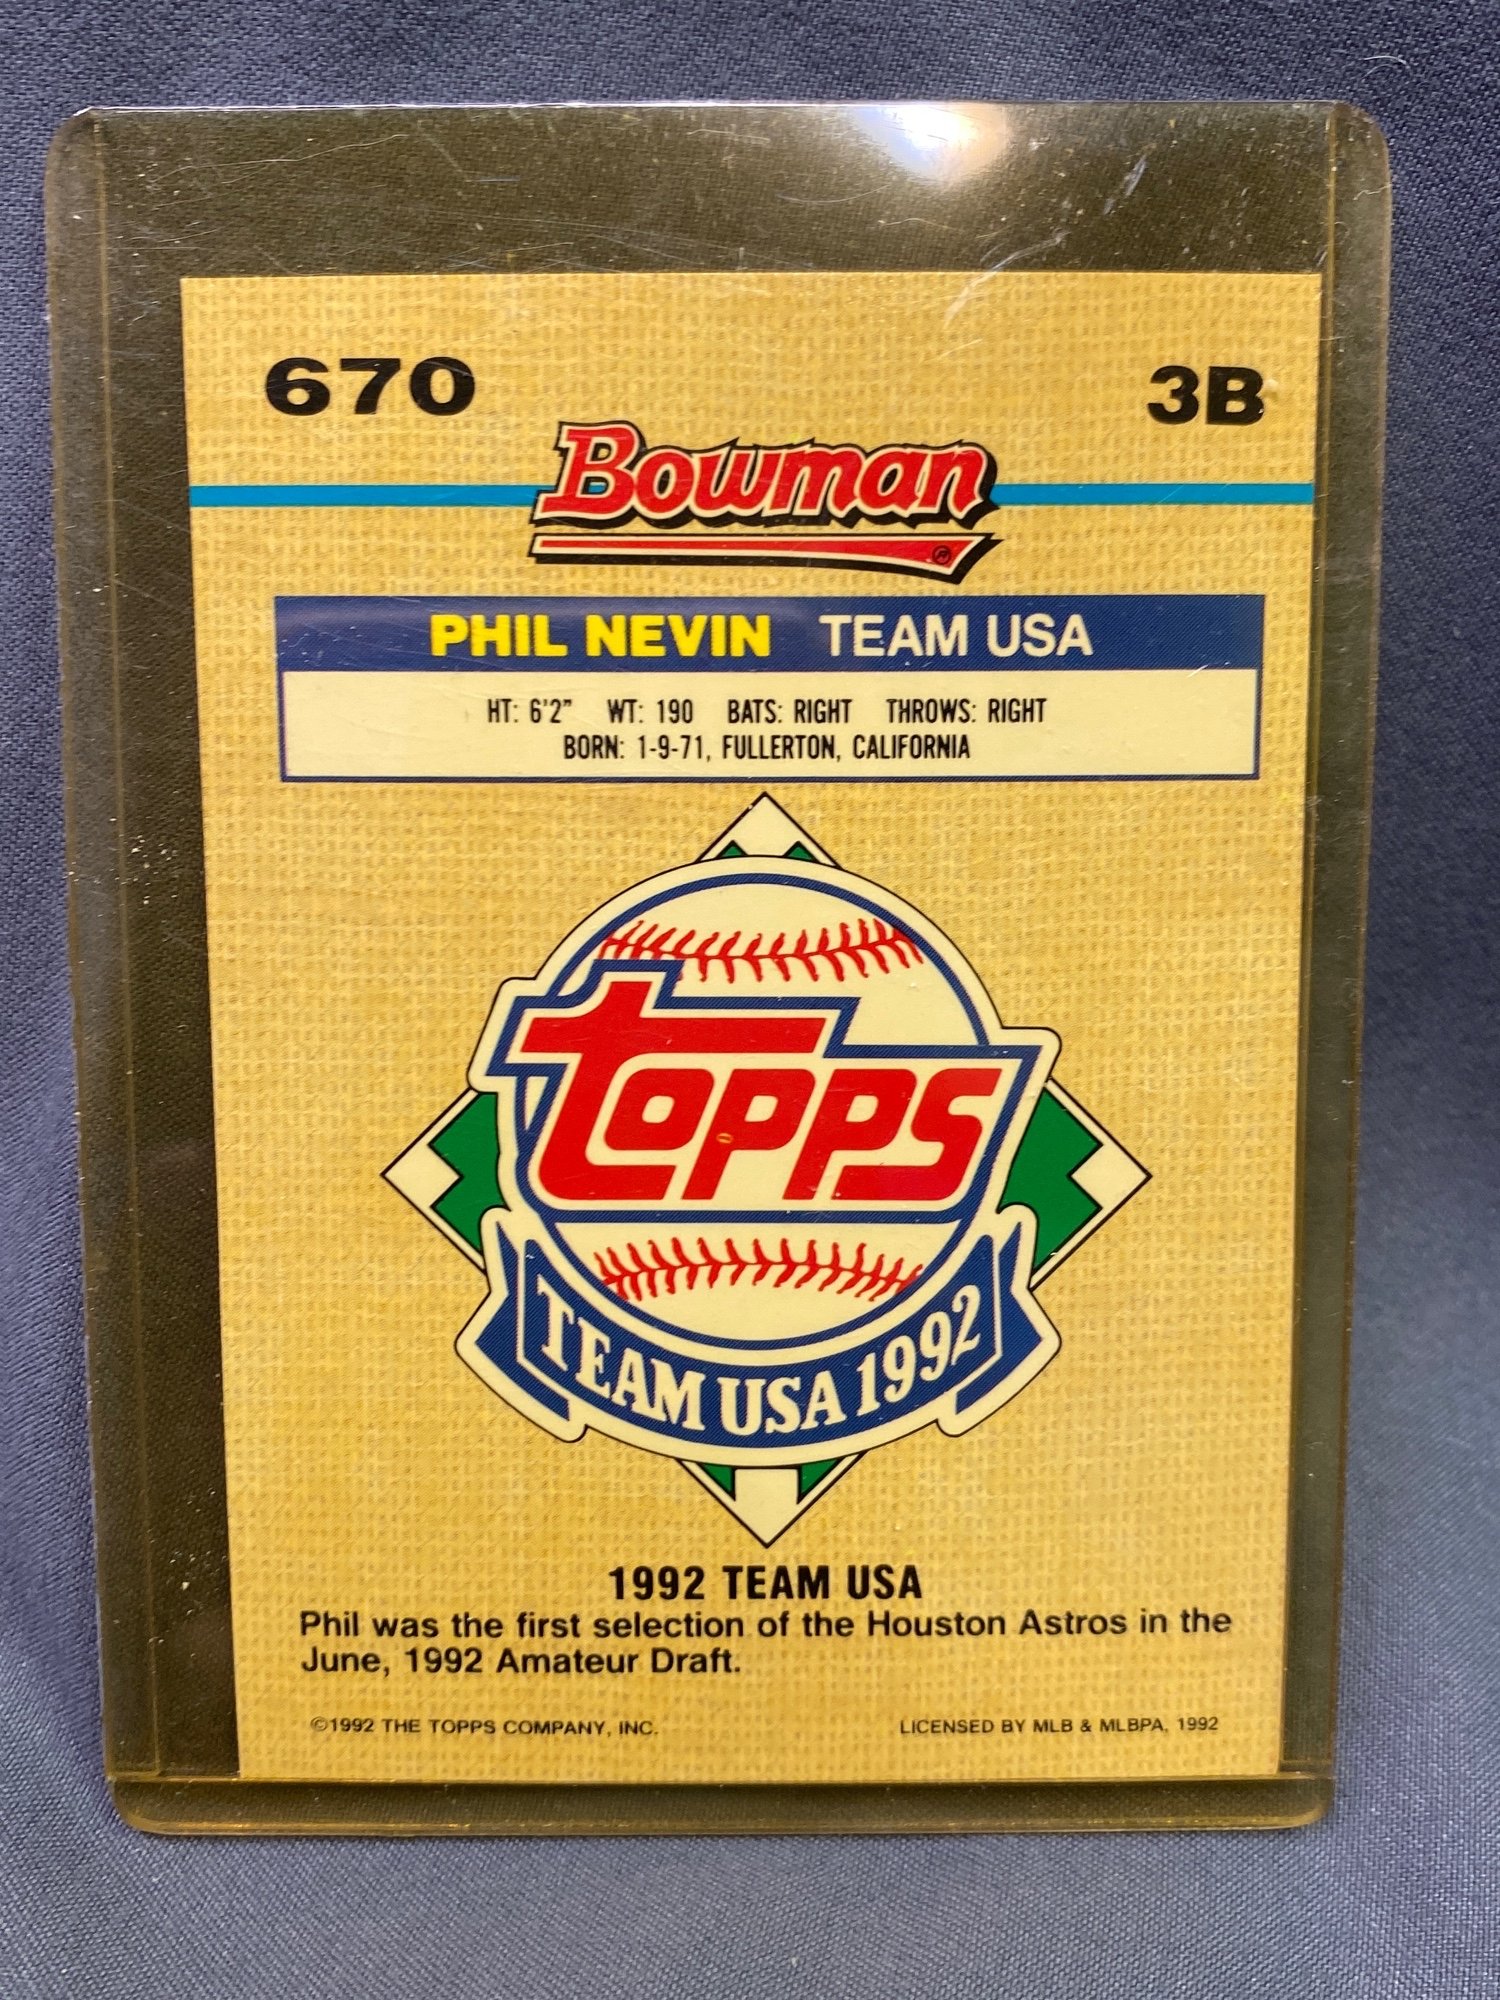 670 3B
Bowman ®
PHIL NEVIN TEAM USA
HT: 6'2" WT: 190 BATS: RIGHT THROWS: RIGHT
BORN: 1-9-71, FULLERTON, CALIFORNIA
TOPPS
TEAM USA 1992
1992 TEAM USA
Phil was the first selection of the Houston Astros in the
June, 1992 Amateur Draft.
©1992 THE TOPPS COMPANY, INC. LICENSED BY MLB & MLBPA, 1992